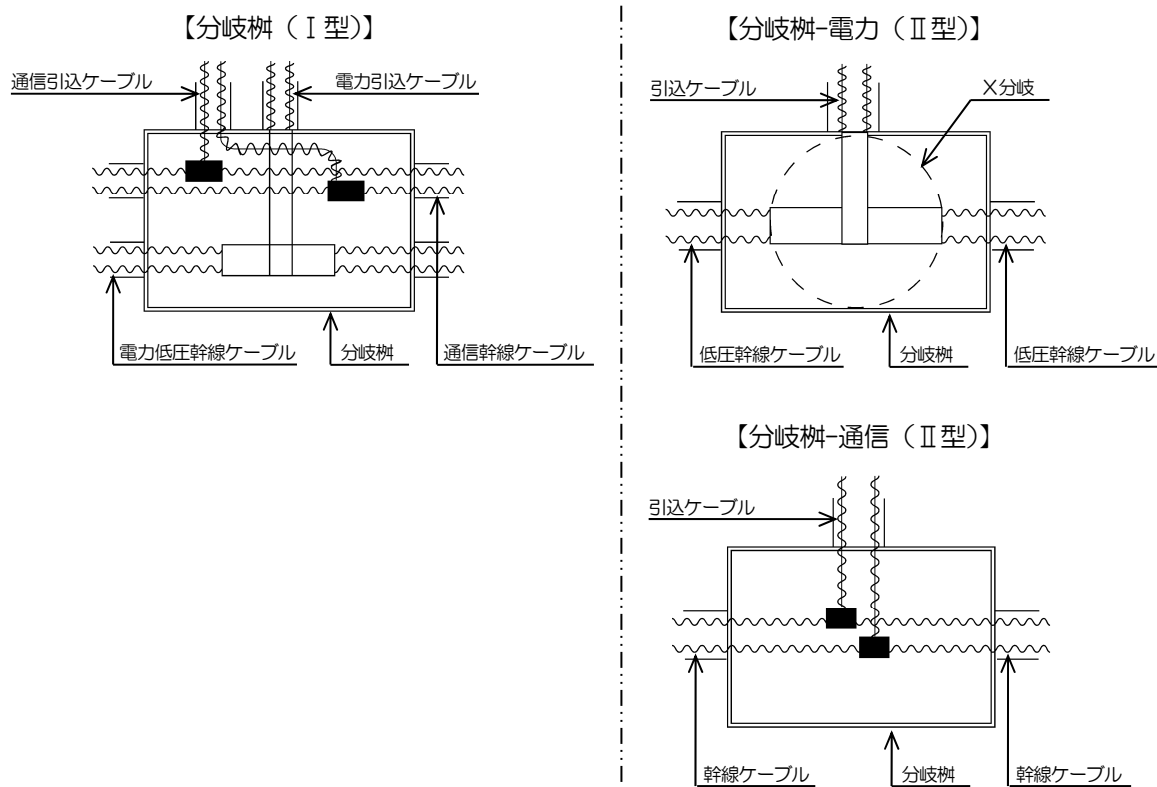 【分岐桝（Ⅰ型）】
通信引込ケーブル
電力引込ケーブル
電力低圧幹線ケーブル
分岐桝
通信幹線ケーブル
【分岐桝-電力（Ⅱ型）】
引込ケーブル
X分岐
低圧幹線ケーブル
分岐桝
低圧幹線ケーブル
【分岐桝-通信（Ⅱ型）】
引込ケーブル
幹線ケーブル
分岐桝
幹線ケーブル